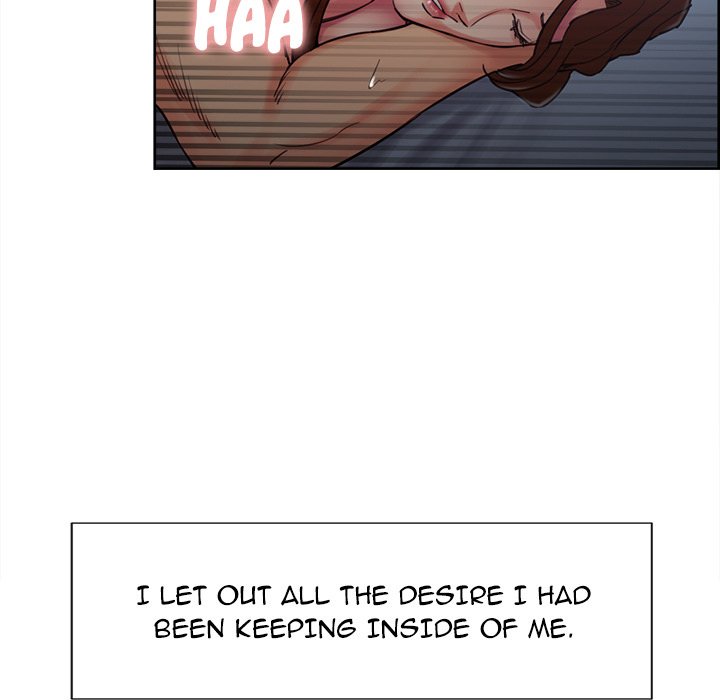 HAA
I LET OUT ALL THE DESIRE I HAD
BEEN KEEPING INSIDE OF ME.